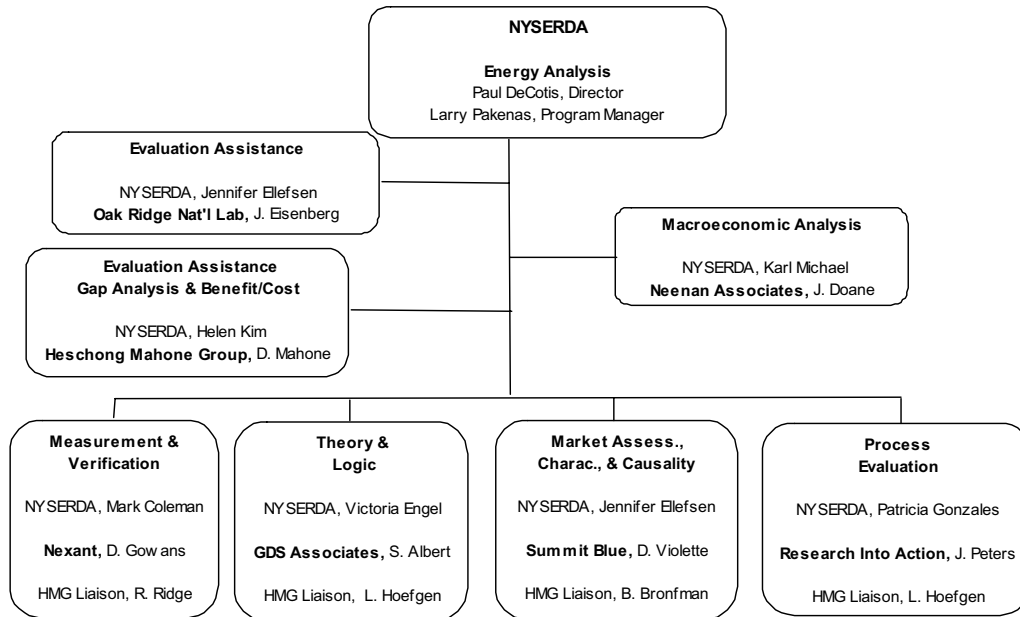 NYSERDA
Energy Analysis
Paul DeCotis, Director
Larry Pakenas, Program Manager
Evaluation Assistance
NYSERDA, Jennifer Ellefsen
Oak Ridge Nat'l Lab, J. Eisenberg
Macroeconomic Analysis
NYSERDA, Karl Michael
Neenan Associates, J. Doane
Evaluation Assistance
Gap Analysis & Benefit/Cost
NYSERDA, Helen Kim
Heschong Mahone Group, D. Mahone
Measurement &
Verification
NYSERDA, Mark Coleman
Nexant, D. Gowans
HMG Liaison, R. Ridge
Theory &
Logic
NYSERDA, Victoria Engel
GDS Associates, S. Albert
HMG Liaison, L. Hoefgen
Market Assess.,
Charac., & Causality
NYSERDA, Jennifer Ellefsen
Summit Blue, D. Violette
HMG Liaison, B. Bronfman
Process
Evaluation
NYSERDA, Patricia Gonzales
Research Into Action, J. Peters
HMG Liaison, L. Hoefgen